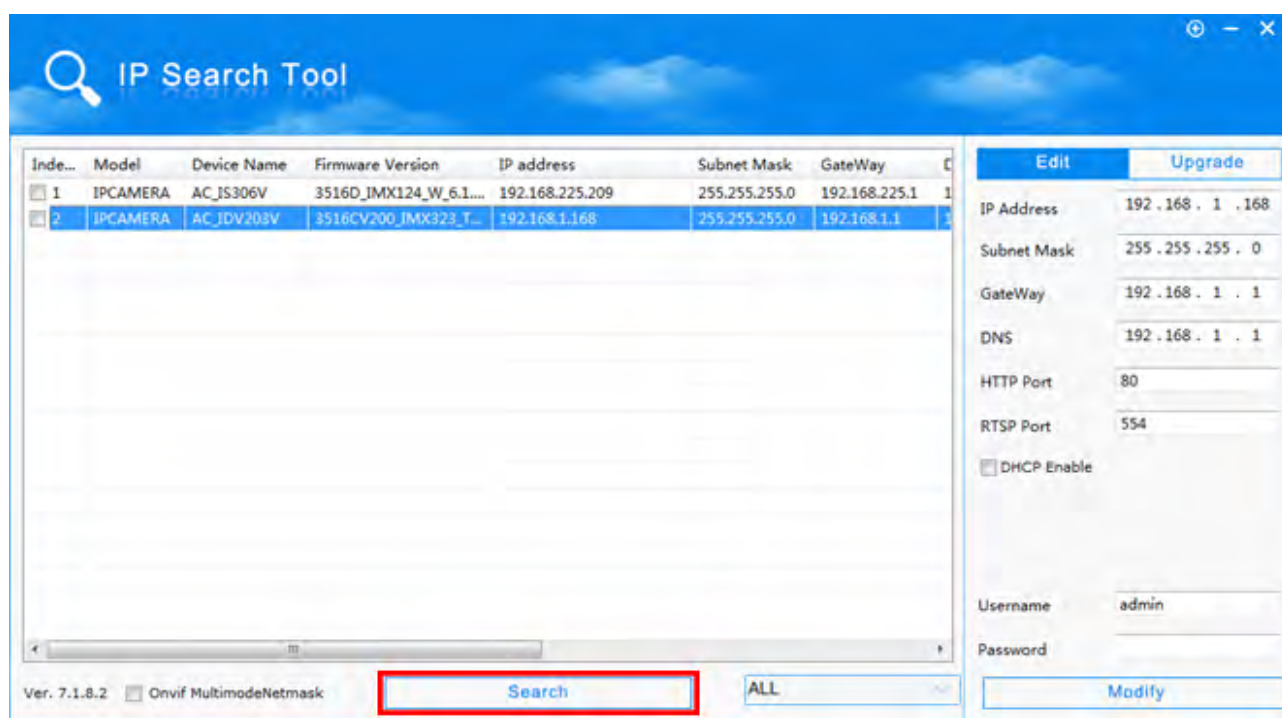 IP Search Tool
Inde... Model Device Name Firmware Version IP address Subnet Mask GateWay
1 IPCAMERA AC_IS306V 3516D_IMX124_W_6.1.... 192.168.225.209 255.255.255.0 192.168.225.1 1
2 IPCAMERA AC_IDV203V 3516CV200_IMX323_T... 192.168.1.168 255.255.255.0 192.168.1.1 1
Edit Upgrade
IP Address 192 . 168 . 1 . 168
Subnet Mask 255 . 255 . 255 . 0
GateWay 192 . 168 . 1 . 1
DNS 192 . 168 . 1 . 1
HTTP Port 80
RTSP Port 554
DHCP Enable
Username admin
Password
Ver. 7.1.8.2 Onvif MultimodeNetmask Search ALL Modify